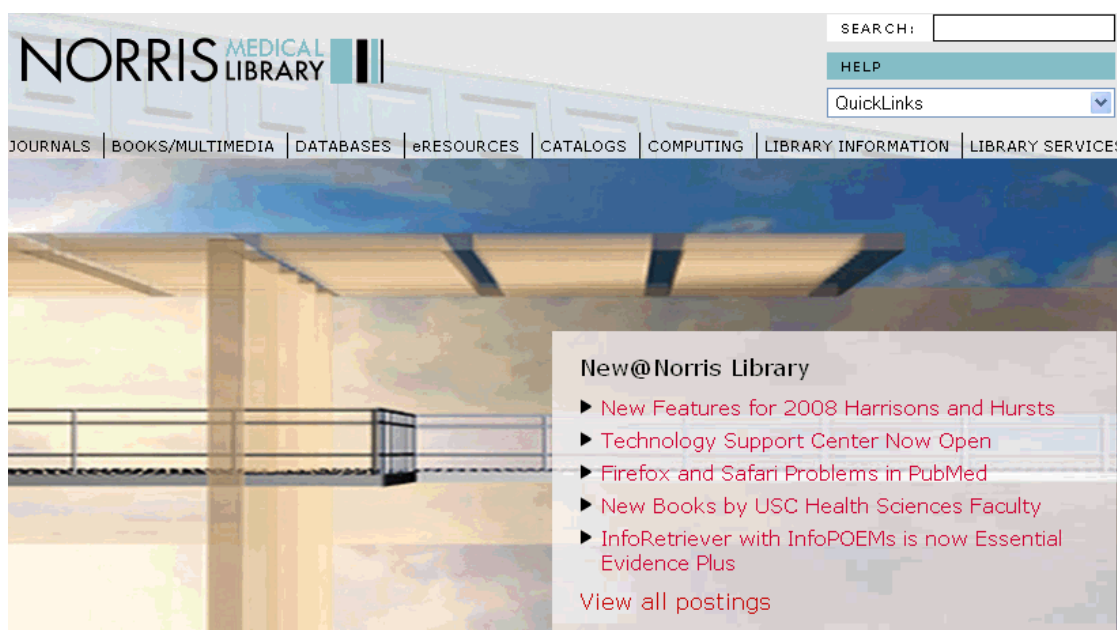 NORRIS MEDICAL LIBRARY
SEARCH:
HELP
QuickLinks
JOURNALS BOOKS/MULTIMEDIA DATABASES eRESOURCES CATALOGS COMPUTING LIBRARY INFORMATION LIBRARY SERVICES
New@Norris Library
New Features for 2008 Harrisons and Hursts
Technology Support Center Now Open
Firefox and Safari Problems in PubMed
New Books by USC Health Sciences Faculty
InfoRetriever with InfoPOEMs is now Essential
Evidence Plus
View all postings